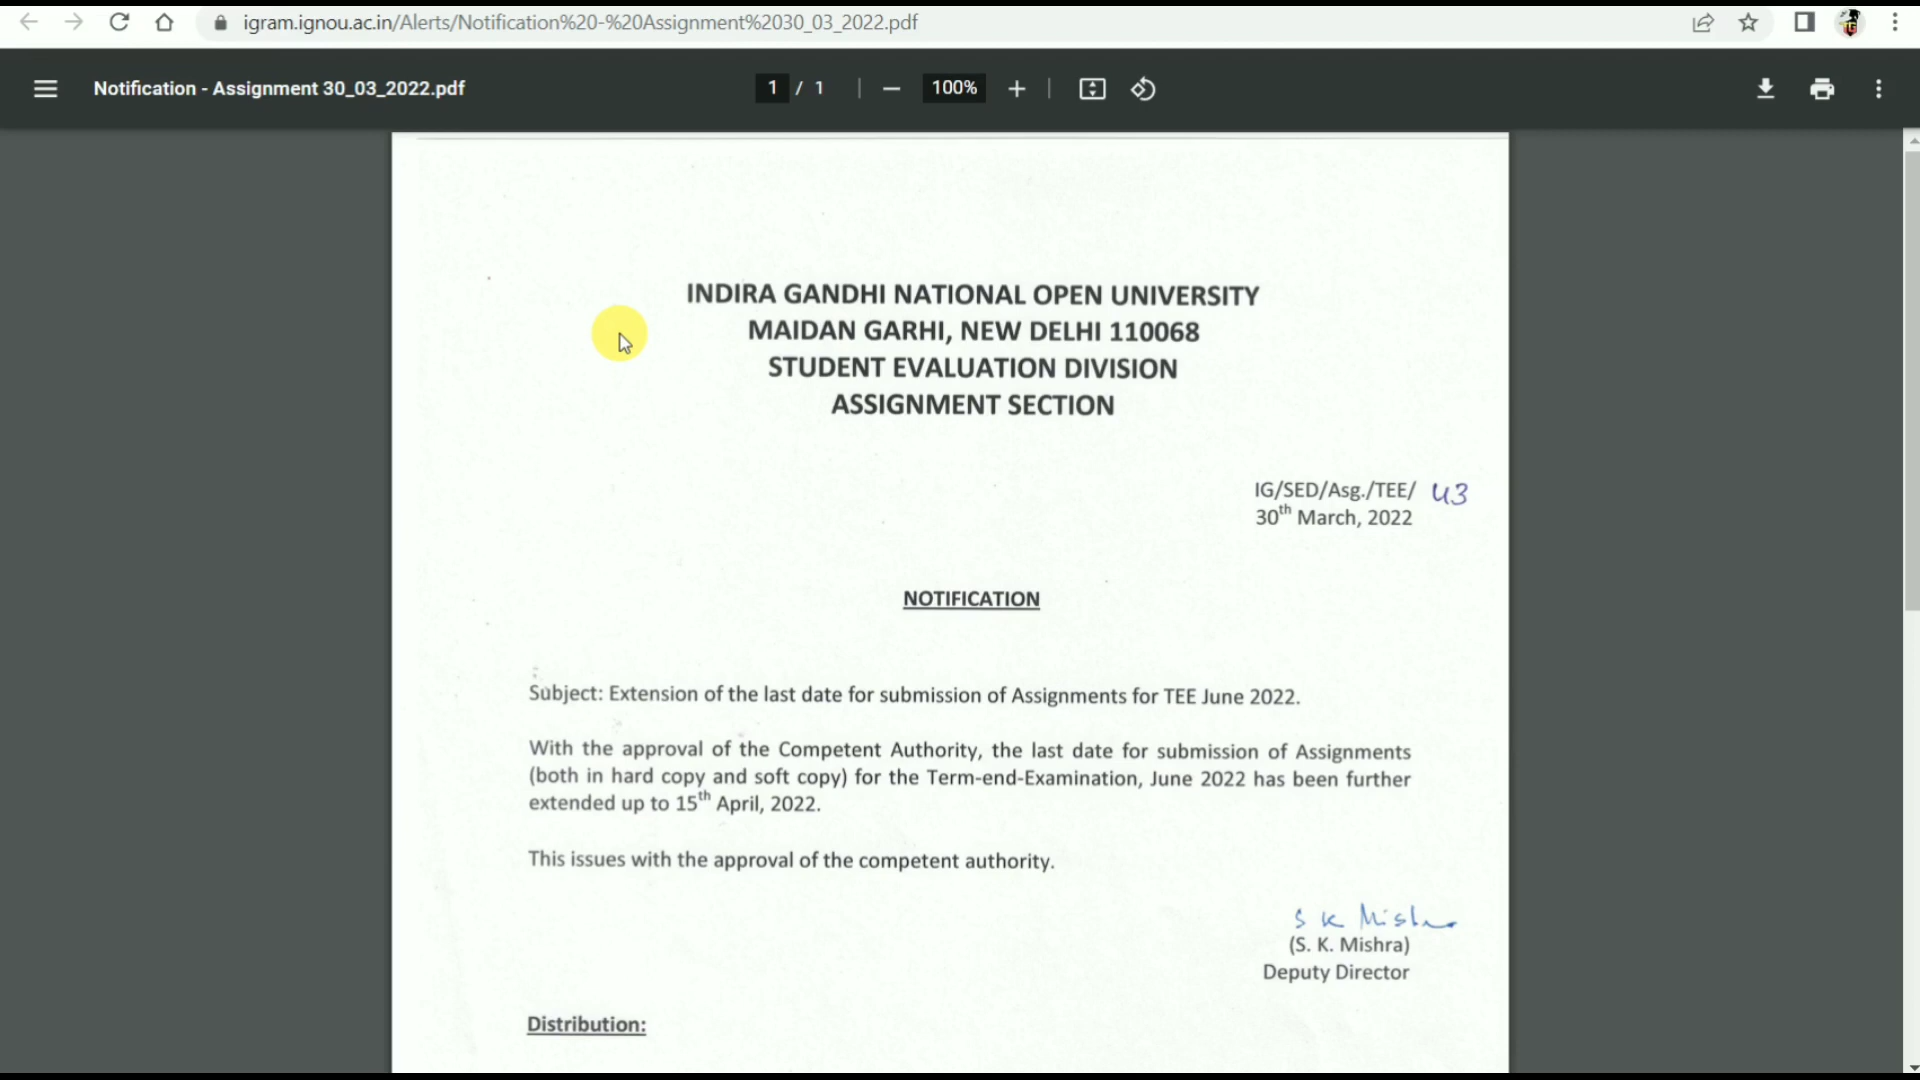 igram.ignou.ac.in/Alerts/Notification%20-%20Assignment%2030_03_2022.pdf
Notification - Assignment 30_03_2022.pdf
1 / 1
100%
INDIRA GANDHI NATIONAL OPEN UNIVERSITY
MAIDAN GARHI, NEW DELHI 110068
STUDENT EVALUATION DIVISION
ASSIGNMENT SECTION
IG/SED/Asg./TEE/ 43
30th March, 2022
NOTIFICATION
Subject: Extension of the last date for submission of Assignments for TEE June 2022.
With the approval of the Competent Authority, the last date for submission of Assignments
(both in hard copy and soft copy) for the Term-end-Examination, June 2022 has been further
extended up to 15th April, 2022.
This issues with the approval of the competent authority.
S K Mishra
(S. K. Mishra)
Deputy Director
Distribution: